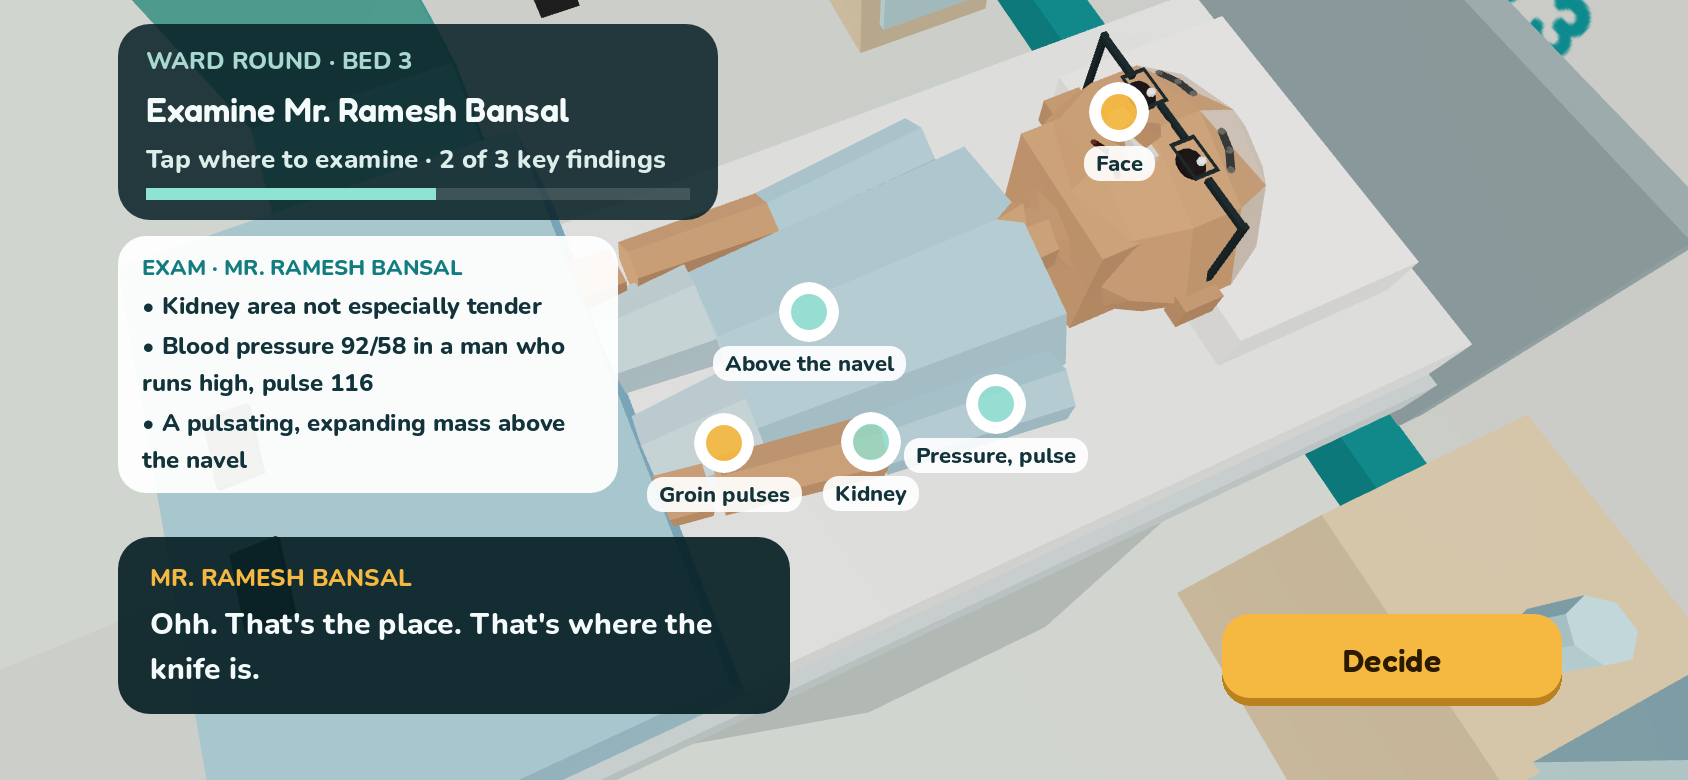 WARD ROUND · BED 3
Examine Mr. Ramesh Bansal
Tap where to examine · 2 of 3 key findings
EXAM · MR. RAMESH BANSAL
• Kidney area not especially tender
• Blood pressure 92/58 in a man who
runs high, pulse 116
• A pulsating, expanding mass above
the navel
Face
Above the navel
Pressure, pulse
Groin pulses
Kidney
MR. RAMESH BANSAL
Ohh. That's the place. That's where the
knife is.
Decide